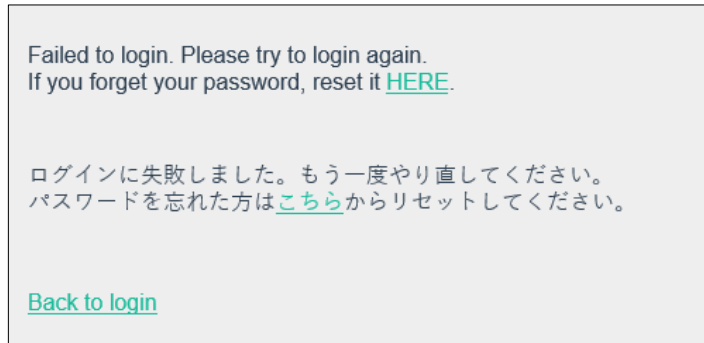 Failed to login. Please try to login again.
If you forget your password, reset it HERE.
ログインに失敗しました。もう一度やり直してください。
パスワードを忘れた方はこちらからリセットしてください。
Back to login